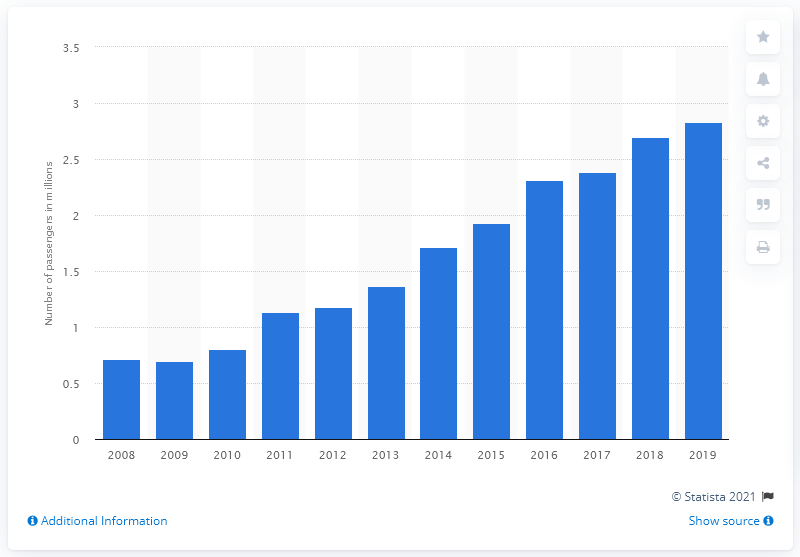 3.5
3
2.5
2
1.5
1
0.5
0
Number of passengers in millions
2008 2009 2010 2011 2012 2013 2014 2015 2016 2017 2018 2019
© Statista 2021
Additional Information
Show source